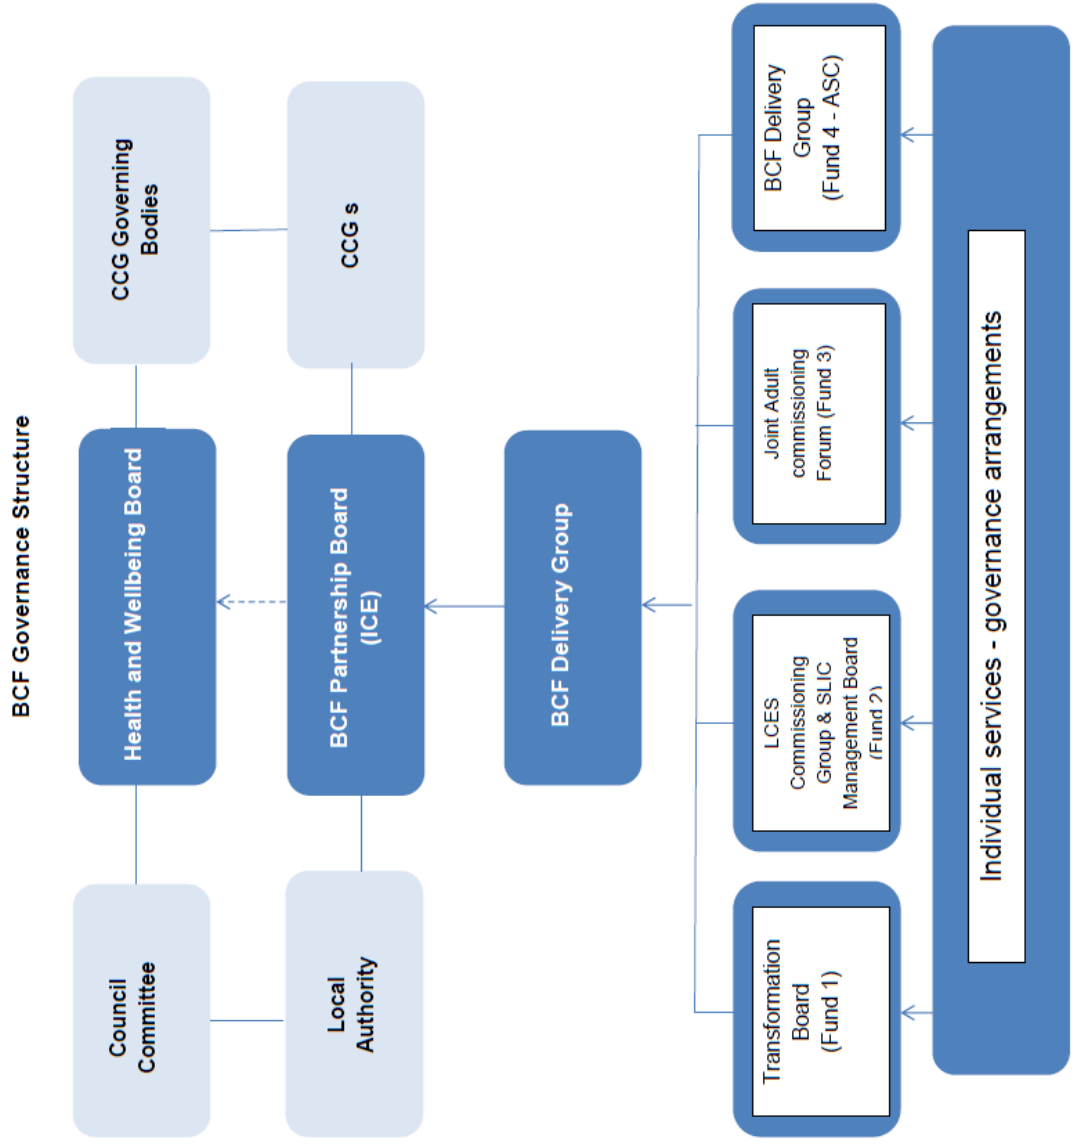 BCF Governance Structure
Council
Committee
Health and Wellbeing Board
CCG Governing
Bodies
Local
Authority
BCF Partnership Board
(ICE)
CCG s
BCF Delivery Group
Transformation
Board
(Fund 1)
LCES
Commissioning
Group & SLIC
Management Board
(Fund 2)
Joint Adult
commissioning
Forum (Fund 3)
BCF Delivery
Group
(Fund 4 - ASC)
Individual services - governance arrangements